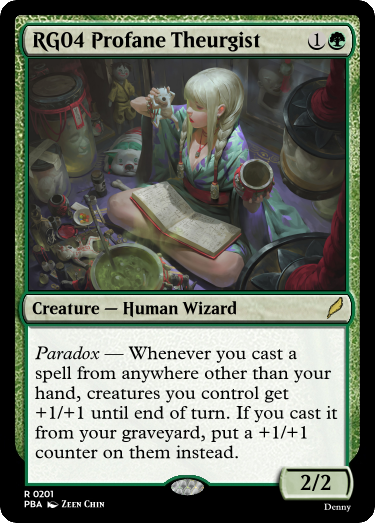 RG04 Profane Theurgist 1
Creature — Human Wizard
Paradox — Whenever you cast a
spell from anywhere other than your
hand, creatures you control get
+1/+1 until end of turn. If you cast it
from your graveyard, put a +1/+1
counter on them instead.
2/2
R 0201
PBA Zeen Chin
Denny